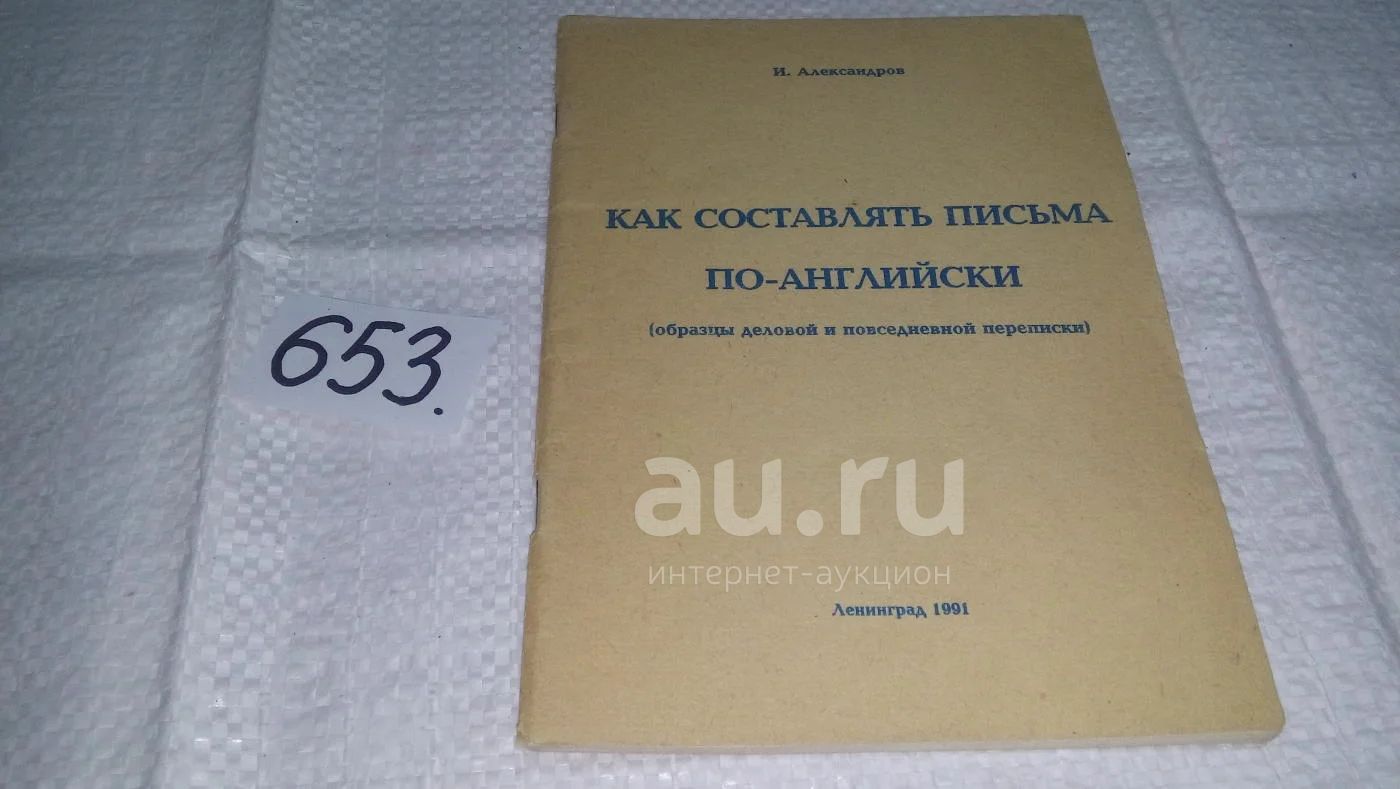 И. Александров
КАК СОСТАВЛЯТЬ ПИСЬМА
ПО-АНГЛИЙСКИ
(образцы деловой и повседневной переписки)
653.
au.ru
интернет-аукцион
Ленинград 1991